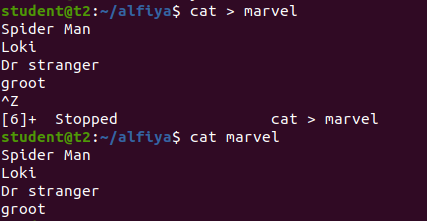 student@t2:~/alfiya$ cat > marvel
Spider Man
Loki
Dr stranger
groot
^Z
[6]+  Stopped                 cat > marvel
student@t2:~/alfiya$ cat marvel
Spider Man
Loki
Dr stranger
groot